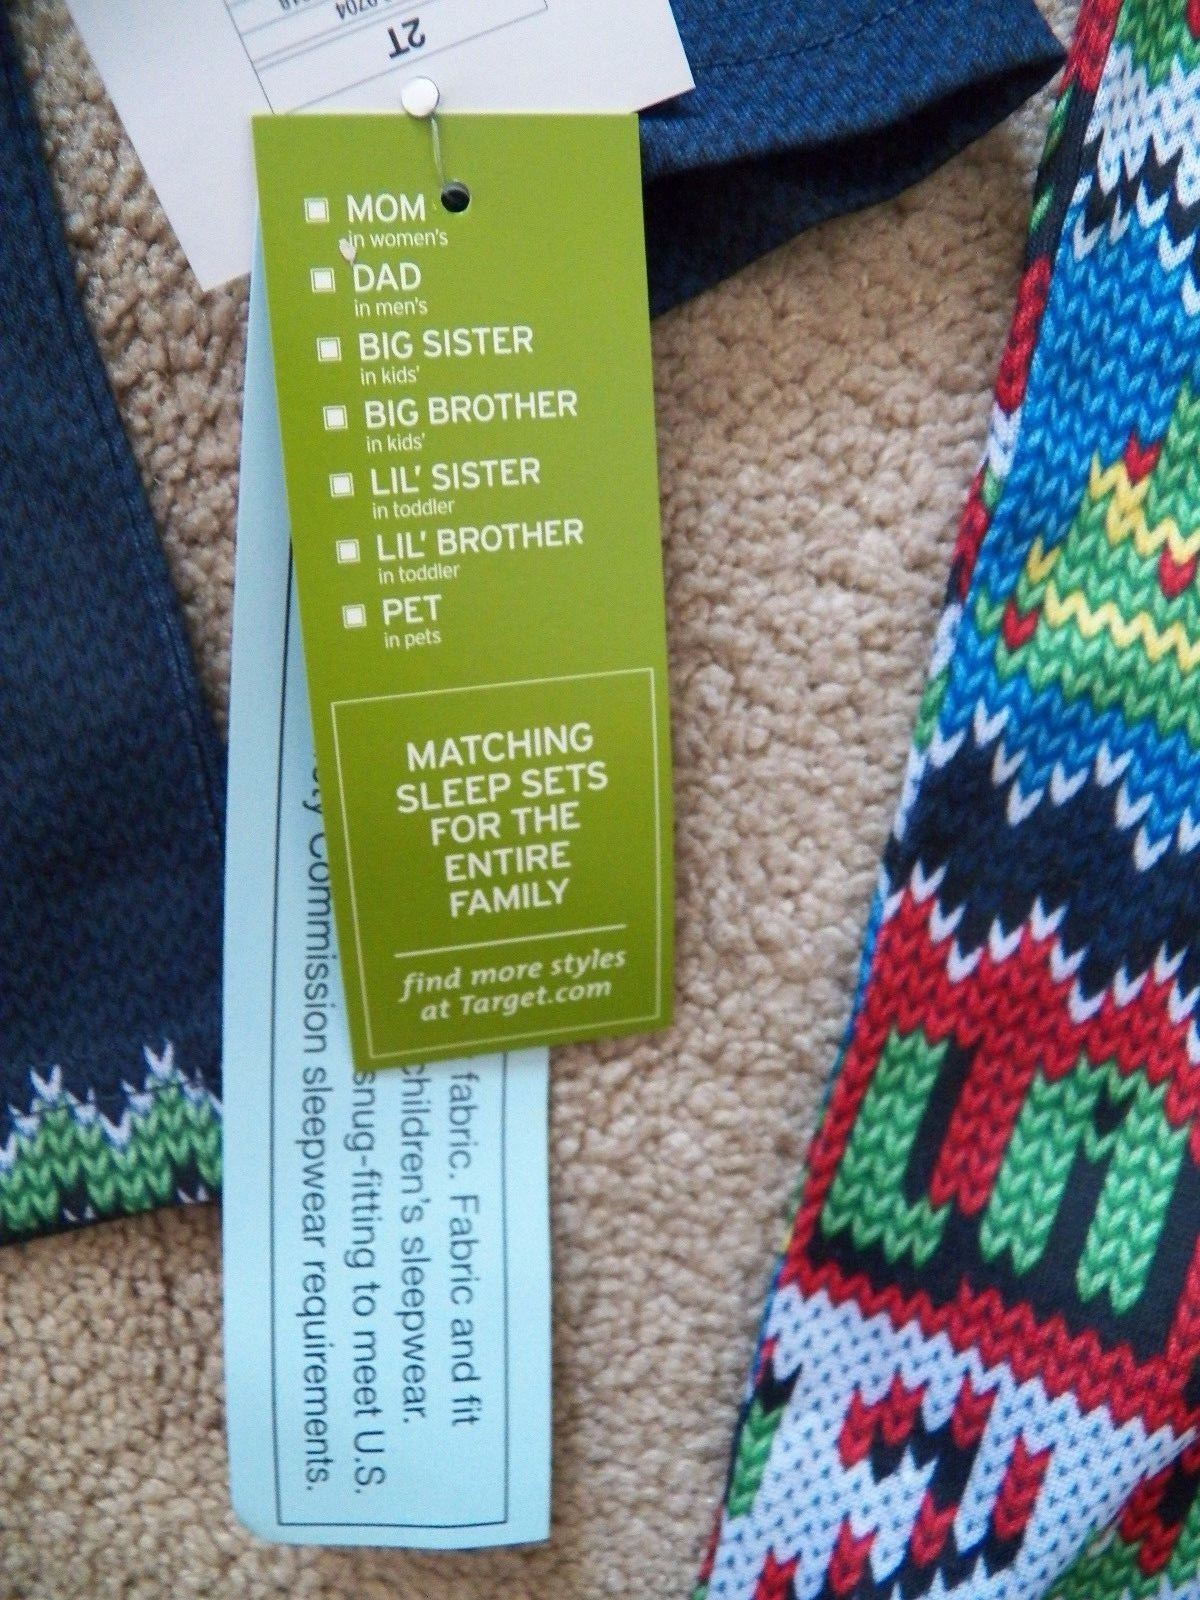 2T
MOM
in women's
DAD
in men's
BIG SISTER
in kids'
BIG BROTHER
in kids'
LIL' SISTER
in toddler
LIL' BROTHER
in toddler
PET
in pets
MATCHING
SLEEP SETS
FOR THE
ENTIRE
FAMILY
find more styles
at Target.com
fabric. Fabric and fit
children's sleepwear.
snug-fitting to meet U.S.
Commission sleepwear requirements.